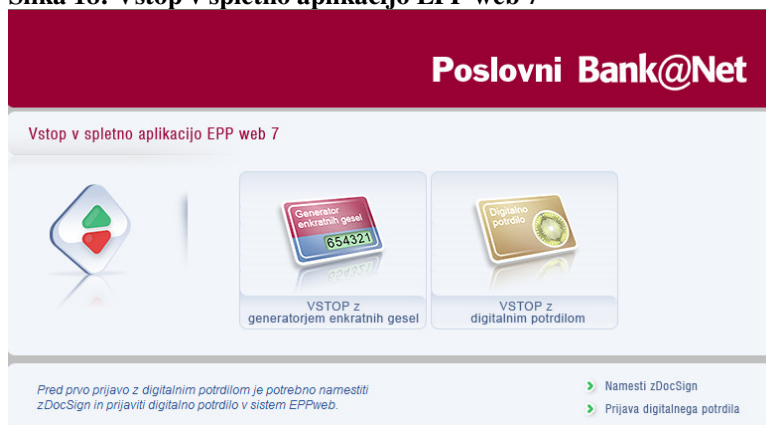 Slika 18: Vstop v spletno aplikacijo EPP web 7
Poslovni Bank@Net
Vstop v spletno aplikacijo EPP web 7
Generator
enkratnih gesel
654321
Digitalno
potrdilo
VSTOP z
generatorjem enkratnih gesel
VSTOP z
digitalnim potrdilom
Pred prvo prijavo z digitalnim potrdilom je potrebno namestiti
zDocSign in prijaviti digitalno potrdilo v sistem EPPweb.
Namesti zDocSign
Prijava digitalnega potrdila